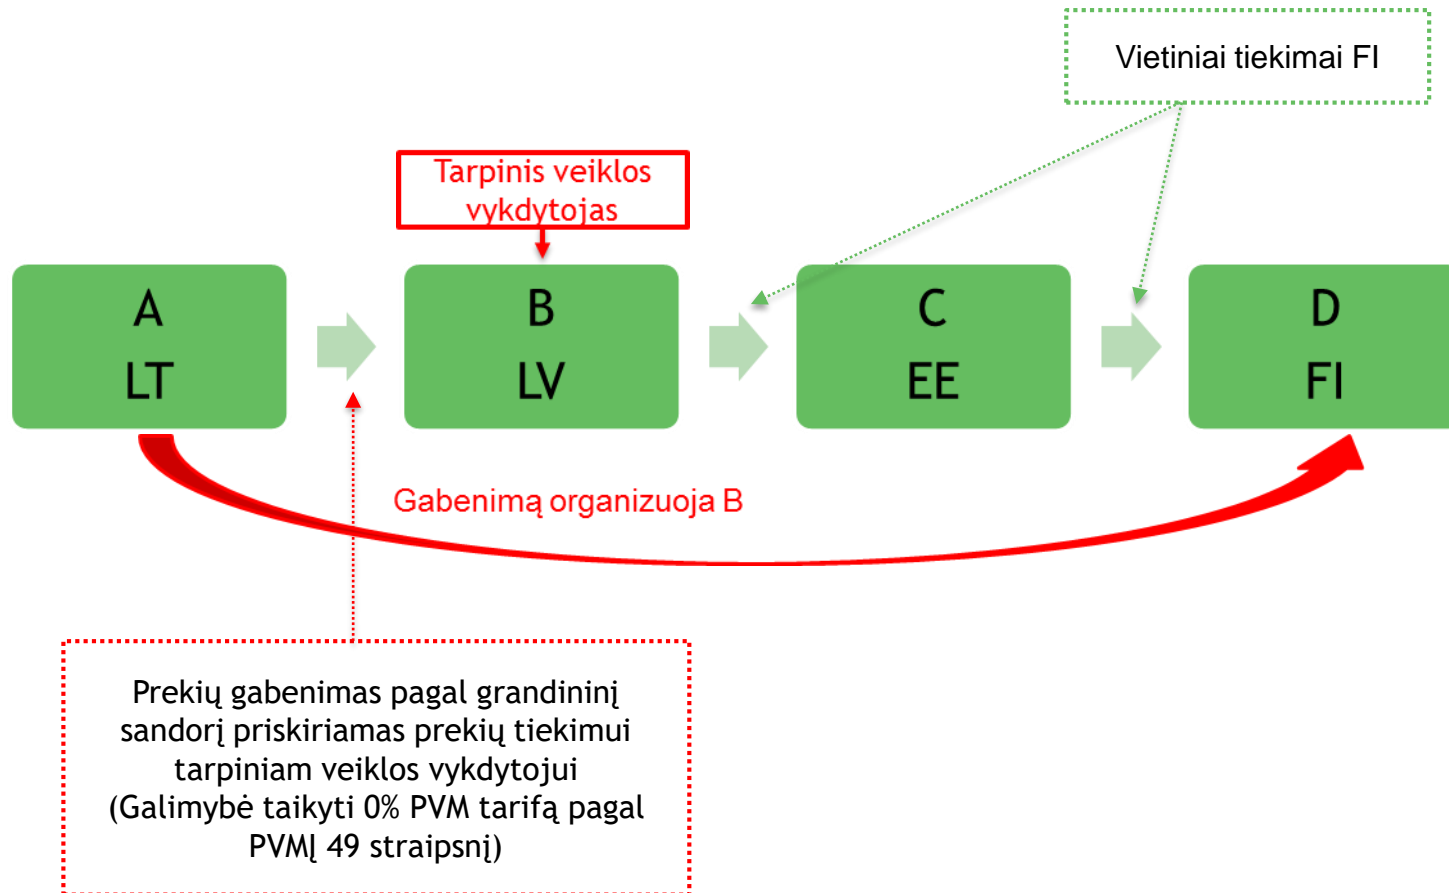 Vietiniai tiekimai FI
Tarpinis veiklos
vykdytojas
A
LT
B
LV
C
EE
D
FI
Gabenimą organizuoja B
Prekių gabenimas pagal grandininį
sandorį priskiriamas prekių tiekimui
tarpiniam veiklos vykdytojui
(Galimybė taikyti 0% PVM tarifą pagal
PVMĮ 49 straipsnį)